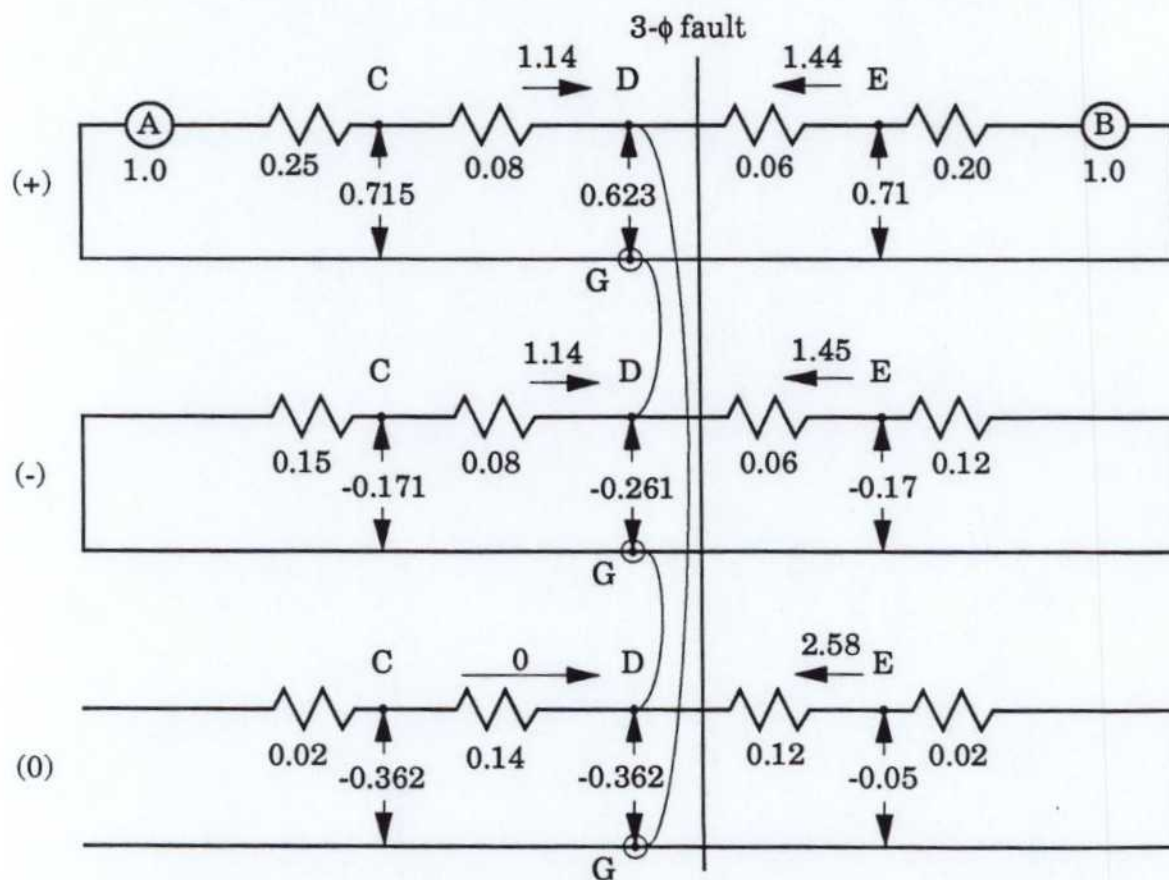 3-ϕ fault
1.14 1.44
C D E
A B
1.0 0.25 0.08 0.06 0.20 1.0
(+) 0.715 0.623 0.71
G
1.14 1.45
C D E
0.15 0.08 0.06 0.12
(-) -0.171 -0.261 -0.17
G
0 2.58
C D E
0.02 0.14 0.12 0.02
(0) -0.362 -0.362 -0.05
G